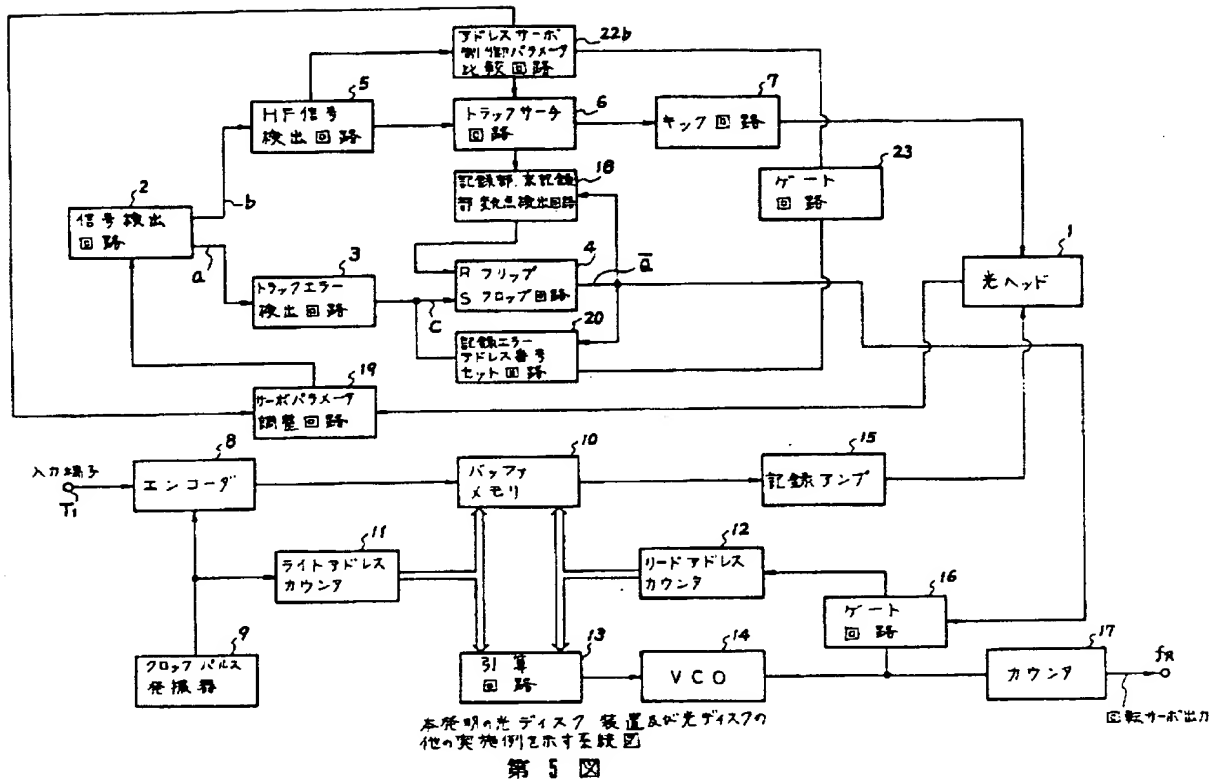 アドレスサーボ
制御パラメータ
比較回路
22b
5
HF信号
検出回路
6
トラックサーチ
回路
7
キック回路
23
ゲート
回路
18
記録部、未記録
部変見点検出回路
2
信号検出
回路
b
a
3
トラックエラー
検出回路
4
R フリップ
S フロップ回路
C
Q̅
1
光ヘッド
20
記録エラー
アドレス番号
セット回路
19
サーボパラメータ
調整回路
入力端子
T1
8
エンコーダ
10
バッファ
メモリ
15
記録アンプ
11
ライトアドレス
カウンタ
12
リードアドレス
カウンタ
16
ゲート
回路
9
クロックパルス
発振器
13
引算
回路
14
VCO
17
カウンタ
fR
回転サーボ出力
本発明の光ディスク装置及び光ディスクの
他の実施例を示す系統図
第 5 図